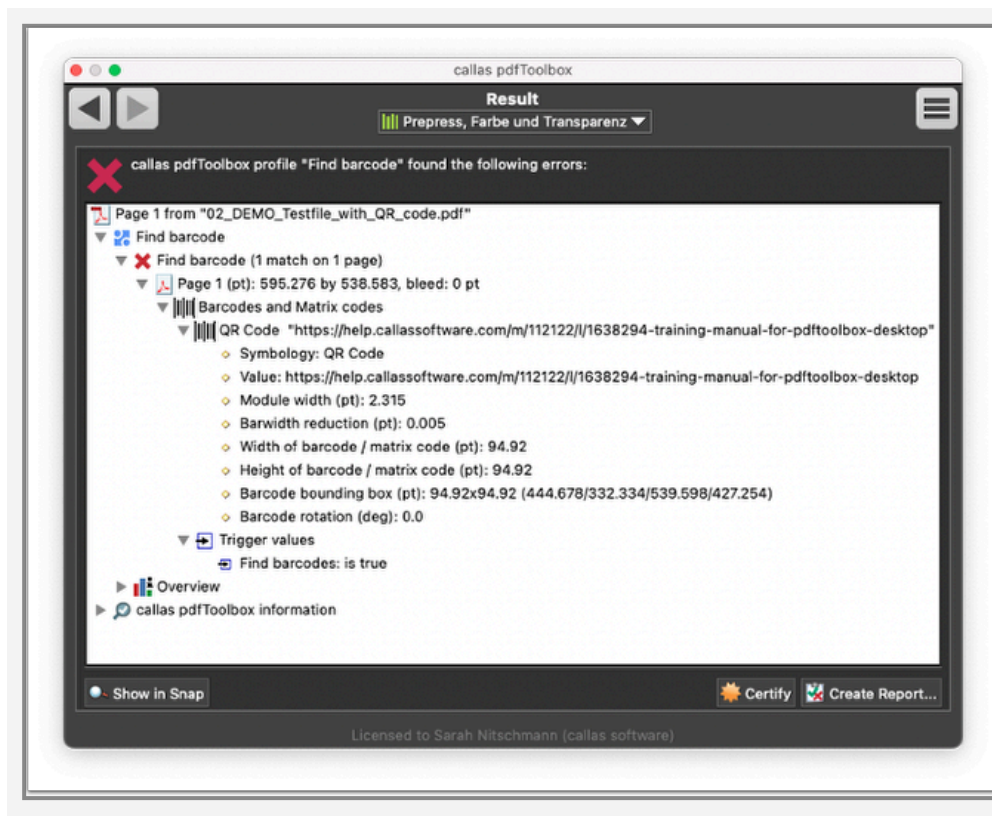 callas pdfToolbox
Result
Prepress, Farbe und Transparenz
callas pdfToolbox profile "Find barcode" found the following errors:
Page 1 from "02_DEMO_Testfile_with_QR_code.pdf"
Find barcode
Find barcode (1 match on 1 page)
Page 1 (pt): 595.276 by 538.583, bleed: 0 pt
Barcodes and Matrix codes
QR Code "https://help.callassoftware.com/m/112122/l/1638294-training-manual-for-pdftoolbox-desktop"
Symbology: QR Code
Value: https://help.callassoftware.com/m/112122/l/1638294-training-manual-for-pdftoolbox-desktop
Module width (pt): 2.315
Barwidth reduction (pt): 0.005
Width of barcode / matrix code (pt): 94.92
Height of barcode / matrix code (pt): 94.92
Barcode bounding box (pt): 94.92x94.92 (444.678/332.334/539.598/427.254)
Barcode rotation (deg): 0.0
Trigger values
Find barcodes: is true
Overview
callas pdfToolbox information
Show in Snap
Certify
Create Report...
Licensed to Sarah Nitschmann (callas software)